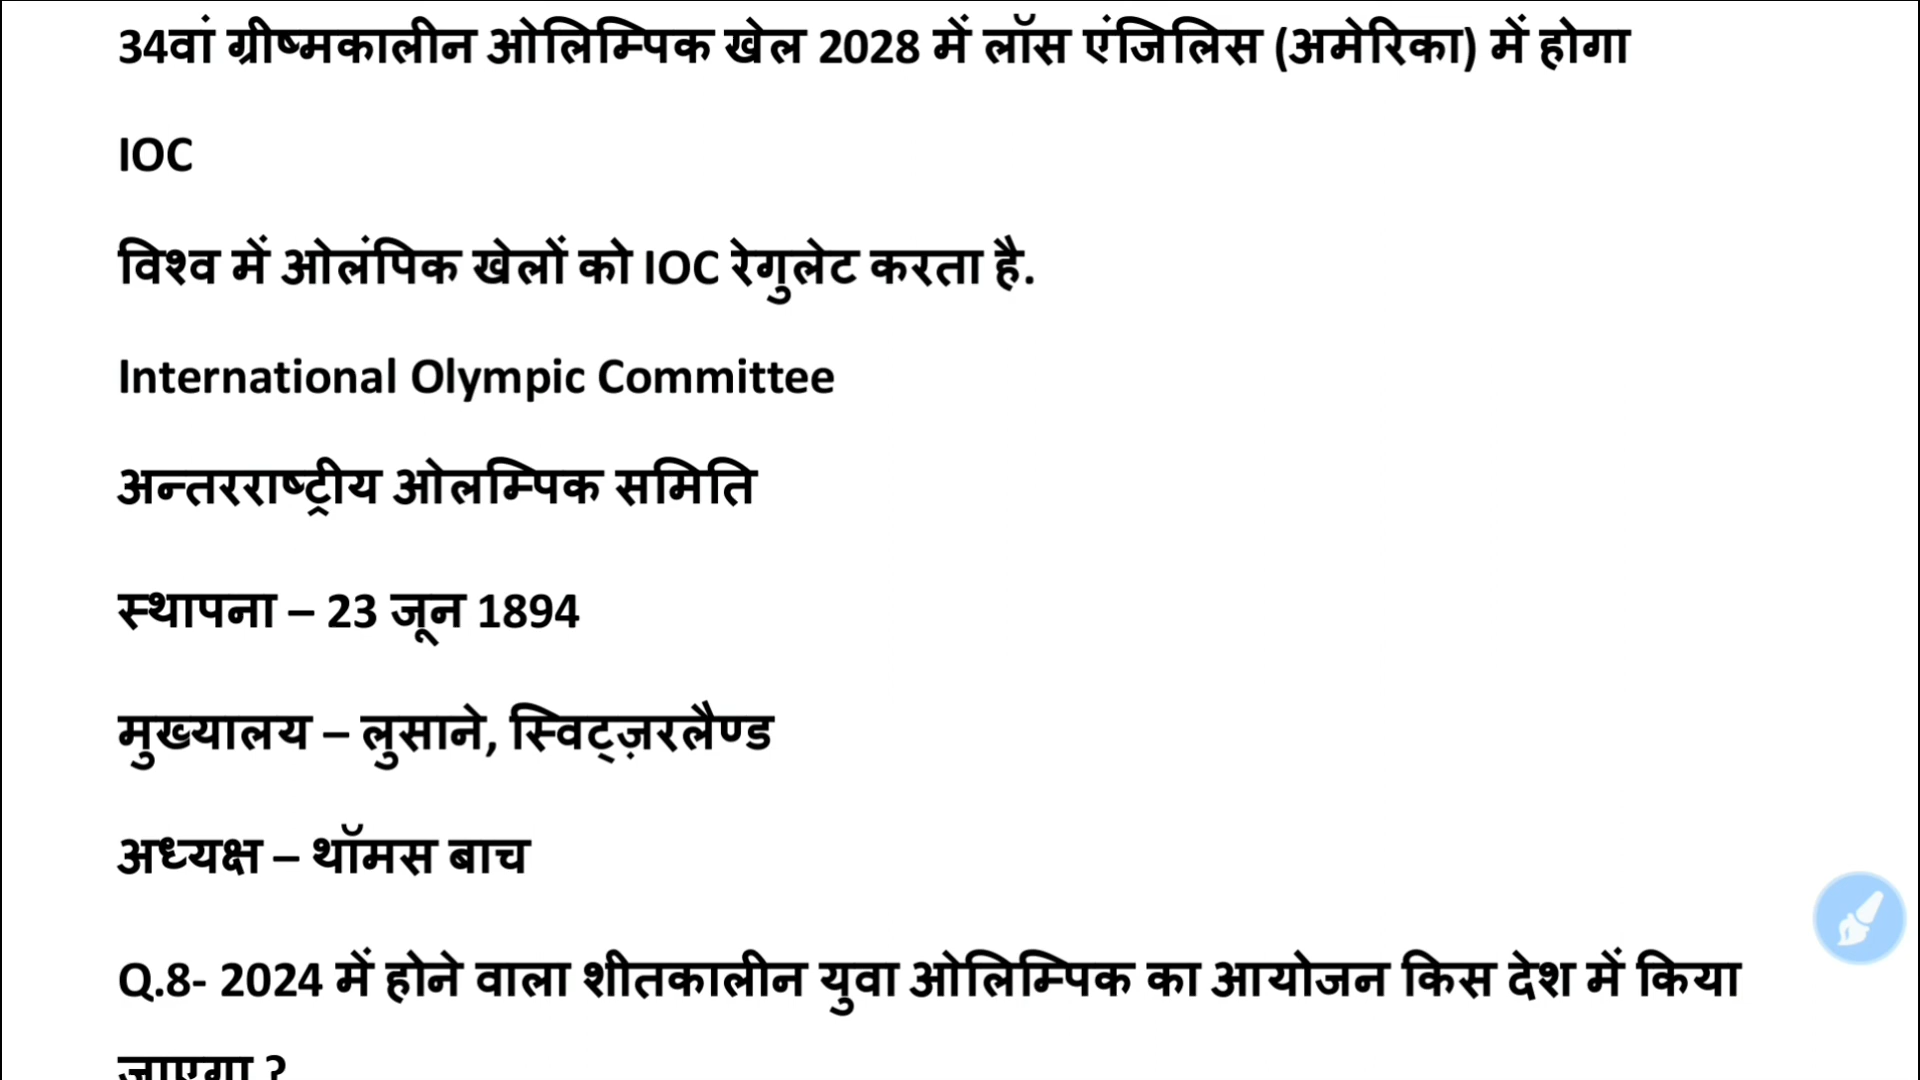 34वां ग्रीष्मकालीन ओलिम्पिक खेल 2028 में लॉस एंजिलिस (अमेरिका) में होगा
IOC
विश्व में ओलंपिक खेलों को IOC रेगुलेट करता है.
International Olympic Committee
अन्तरराष्ट्रीय ओलम्पिक समिति
स्थापना – 23 जून 1894
मुख्यालय – लुसाने, स्विट्ज़रलैण्ड
अध्यक्ष – थॉमस बाच
Q.8- 2024 में होने वाला शीतकालीन युवा ओलिम्पिक का आयोजन किस देश में किया
जाएगा ?